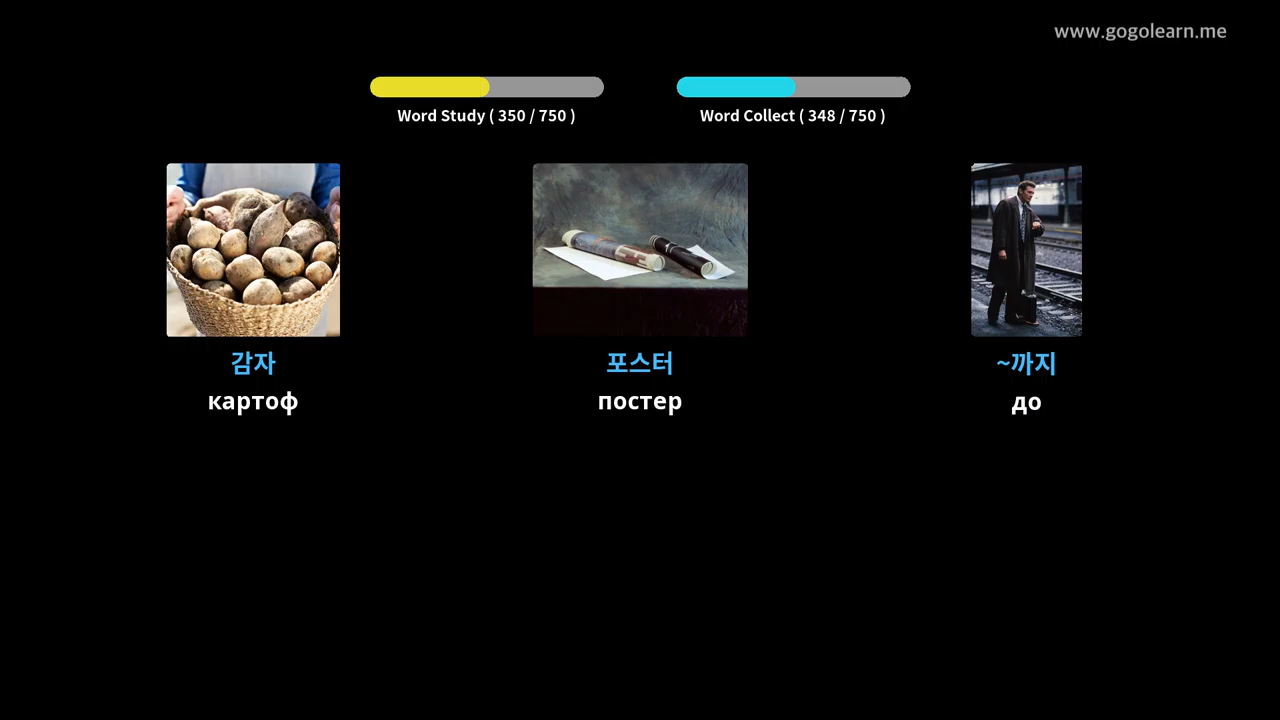 www.gogolearn.me
Word Study ( 350 / 750 )
Word Collect ( 348 / 750 )
감자
картоф
포스터
постер
~까지
до